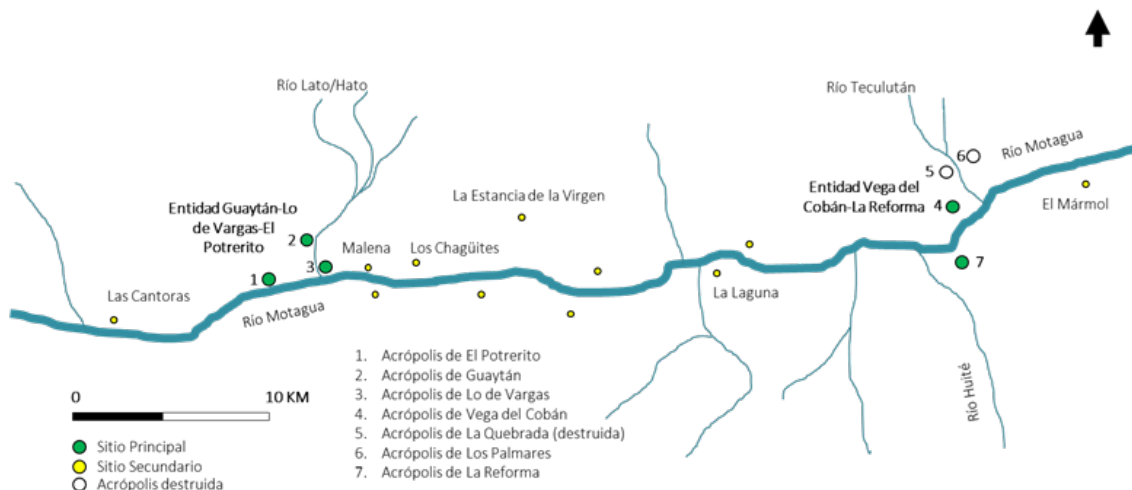 Río Lato/Hato
Río Teculután
6
Río Motagua
5
La Estancia de la Virgen
Entidad Guaytán-Lo
de Vargas-El
Potrerito
Entidad Vega del
Cobán-La Reforma
4
El Mármol
2
Malena
Los Chagüites
3
7
1
La Laguna
Las Cantoras
Río Motagua
Río Huité
0
10 KM
Sitio Principal
Sitio Secundario
Acrópolis destruida
1. Acrópolis de El Potrerito
2. Acrópolis de Guaytán
3. Acrópolis de Lo de Vargas
4. Acrópolis de Vega del Cobán
5. Acrópolis de La Quebrada (destruida)
6. Acrópolis de Los Palmares
7. Acrópolis de La Reforma